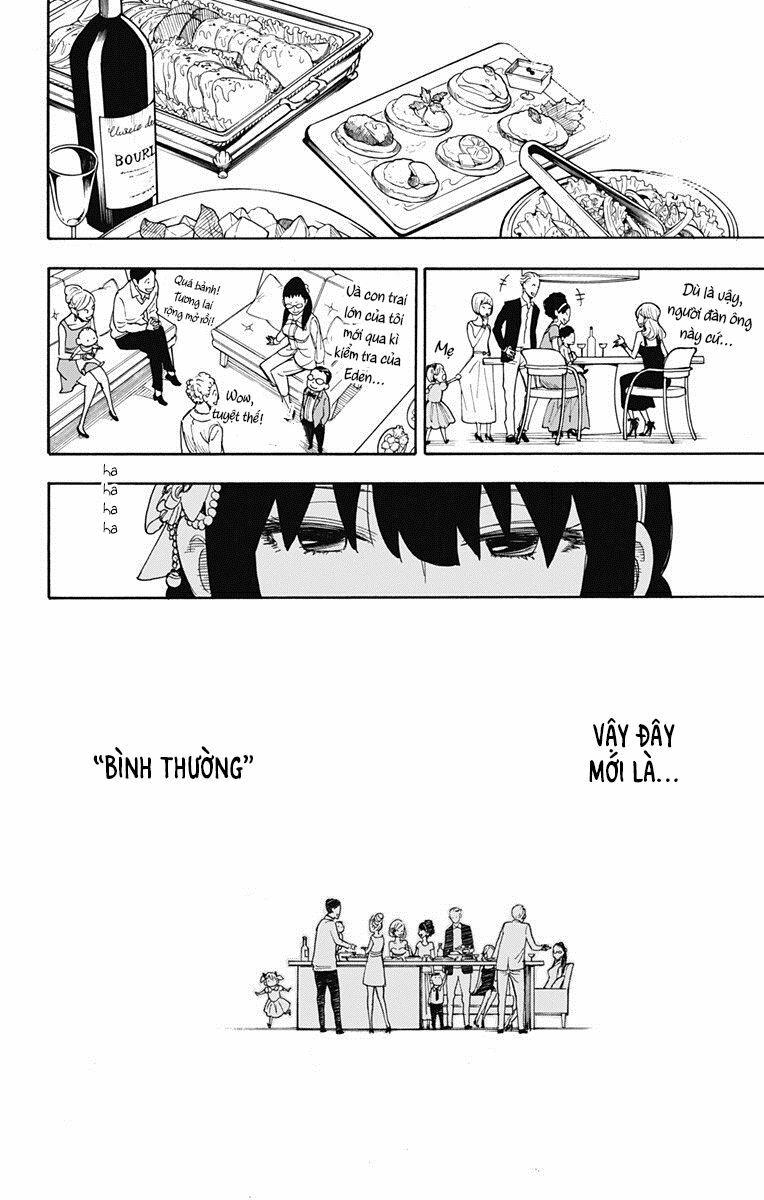 BOURD
Dù là vậy,
người đàn ông
này cứ...
Mẹ
Và con trai
lớn của tôi
mới qua kì
kiểm tra của
Eden...
Quá bảnh!
Tương lai
rộng mở rồi!
Wow,
tuyệt thế!
ha
ha
ha
ha
VẬY ĐÂY
MỚI LÀ...
“BÌNH THƯỜNG”